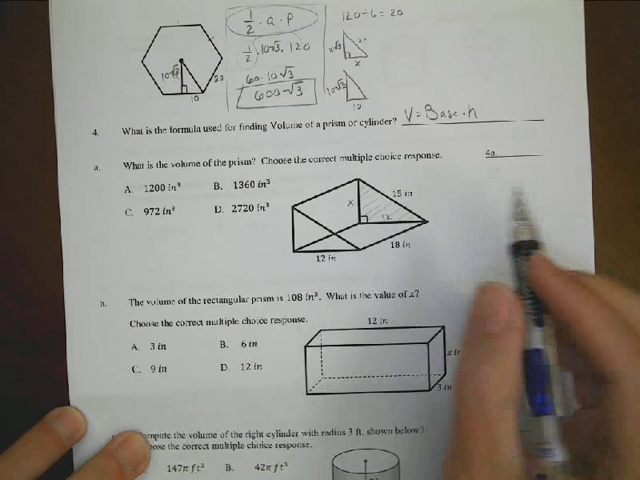 1/2 · a · P
120 ÷ 6 = 20
1/2 · 10√3 · 120
60 · 10√3
600√3
10√3
20
10
x√3
x
10√3
10
4. What is the formula used for finding Volume of a prism or cylinder? V = Base · h
a. What is the volume of the prism? Choose the correct multiple choice response. 4a.
A. 1200 in³ B. 1360 in³
C. 972 in³ D. 2720 in³
x
15 in
12
18 in
12 in
b. The volume of the rectangular prism is 108 in³. What is the value of x?
Choose the correct multiple choice response.
A. 3 in B. 6 in
C. 9 in D. 12 in
12 in
x in
3 in
compute the volume of the right cylinder with radius 3 ft. shown below?
the correct multiple choice response.
147π ft³ B. 42π ft³